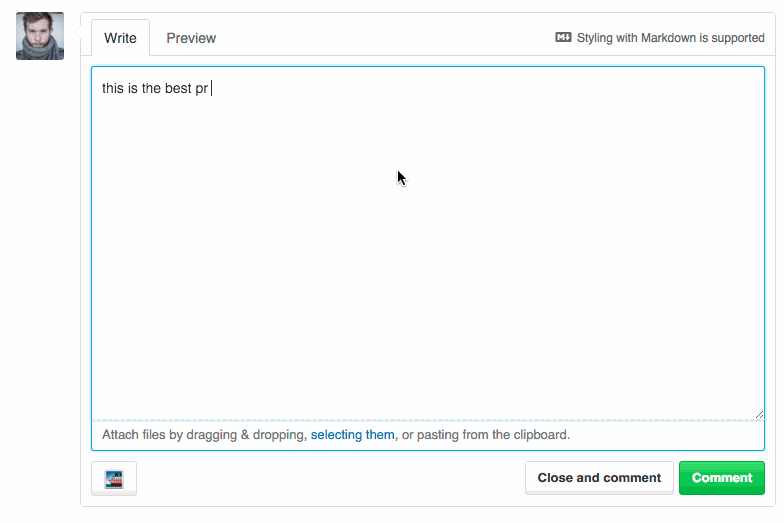 Write Preview Styling with Markdown is supported
this is the best pr
Attach files by dragging & dropping, selecting them, or pasting from the clipboard.
Close and comment Comment